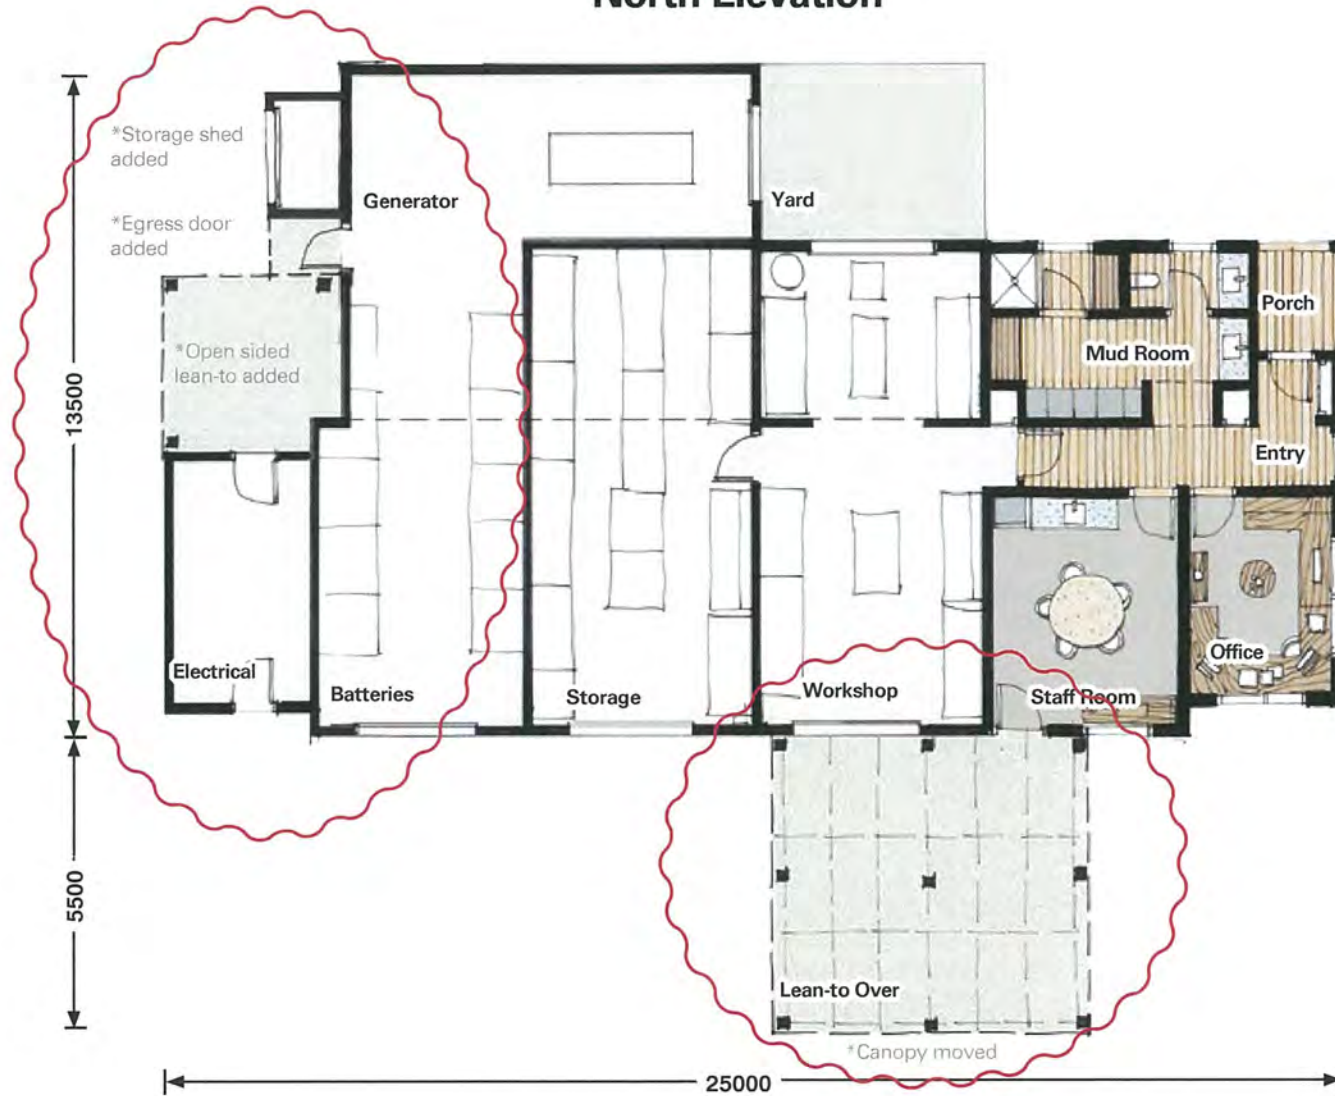 North Elevation
*Storage shed
added
Generator
Yard
*Egress door
added
Porch
*Open sided
lean-to added
Mud Room
13500
Entry
Electrical
Batteries
Storage
Workshop
Staff Room
Office
5500
Lean-to Over
*Canopy moved
25000